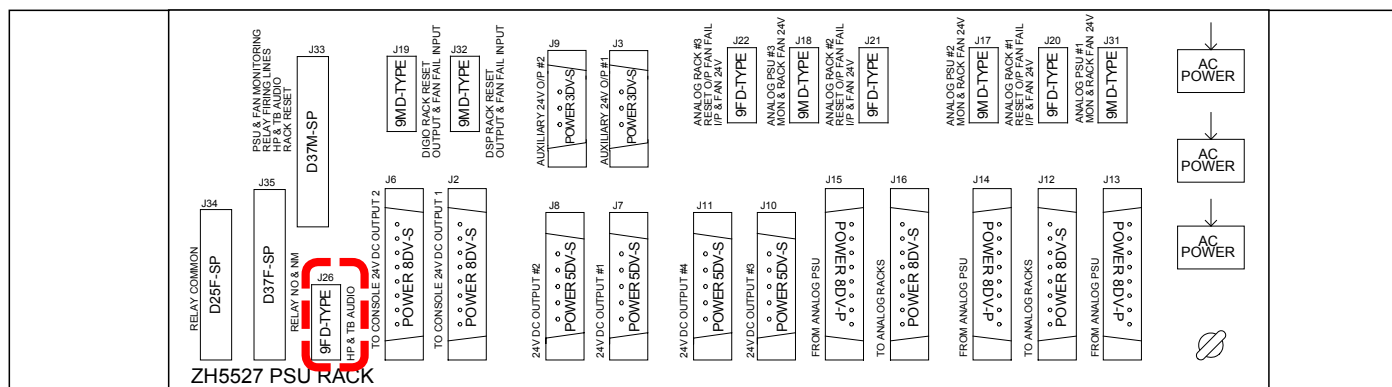 J33
PSU & FAN MONITORING
RELAY FIRING LINES
HP & TB AUDIO
RACK RESET
D37M-SP
J19
9M D-TYPE
DIGIO RACK RESET
OUTPUT & FAN FAIL INPUT
J32
9M D-TYPE
DSP RACK RESET
OUTPUT & FAN FAIL INPUT
J9
AUXILIARY 24V O/P #2
POWER 3DV-S
J3
AUXILIARY 24V O/P #1
POWER 3DV-S
J22
ANALOG RACK #3
RESET O/P FAN FAIL
I/P & FAN 24V
9F D-TYPE
J18
ANALOG PSU #3
MON & RACK FAN 24V
9M D-TYPE
J21
ANALOG RACK #2
RESET O/P FAN FAIL
I/P & FAN 24V
9F D-TYPE
J17
ANALOG PSU #2
MON & RACK FAN 24V
9M D-TYPE
J20
ANALOG RACK #1
RESET O/P FAN FAIL
I/P & FAN 24V
9F D-TYPE
J31
ANALOG PSU #1
MON & RACK FAN 24V
9M D-TYPE
AC
POWER
AC
POWER
AC
POWER
J34
RELAY COMMON
D25F-SP
J35
D37F-SP
RELAY NO & NM
J26
9F D-TYPE
HP & TB AUDIO
J6
TO CONSOLE 24V DC OUTPUT 2
POWER 8DV-S
J2
TO CONSOLE 24V DC OUTPUT 1
POWER 8DV-S
J8
24V DC OUTPUT #2
POWER 5DV-S
J7
24V DC OUTPUT #1
POWER 5DV-S
J11
24V DC OUTPUT #4
POWER 5DV-S
J10
24V DC OUTPUT #3
POWER 5DV-S
J15
FROM ANALOG PSU
POWER 8DV-P
J16
TO ANALOG RACKS
POWER 8DV-S
J14
FROM ANALOG PSU
POWER 8DV-P
J12
TO ANALOG RACKS
POWER 8DV-S
J13
FROM ANALOG PSU
POWER 8DV-P
ZH5527 PSU RACK